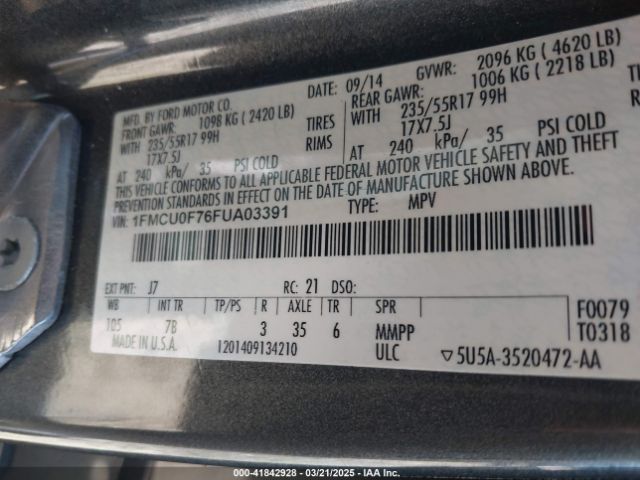 MFD. BY FORD MOTOR CO. DATE: 09/14 GVWR: 2096 KG ( 4620 LB)
FRONT GAWR: 1098 KG ( 2420 LB) REAR GAWR: 1006 KG ( 2218 LB)
WITH 235/55R17 99H TIRES WITH 235/55R17 99H
17X7.5J RIMS 17X7.5J
AT 240 kPa/ 35 PSI COLD AT 240 kPa/ 35 PSI COLD
THIS VEHICLE CONFORMS TO ALL APPLICABLE FEDERAL MOTOR VEHICLE SAFETY AND THEFT
PREVENTION STANDARDS IN EFFECT ON THE DATE OF MANUFACTURE SHOWN ABOVE.
VIN: 1FMCU0F76FUA03391 TYPE: MPV
EXT PNT: J7 RC: 21 DSO:
WB INT TR TP/PS R AXLE TR SPR F0079
105 7B 3 35 6 MMPP T0318
MADE IN U.S.A. 1201409134210 ULC ▽5U5A-3520472-AA
000-41842928 - 03/21/2025 - IAA Inc.